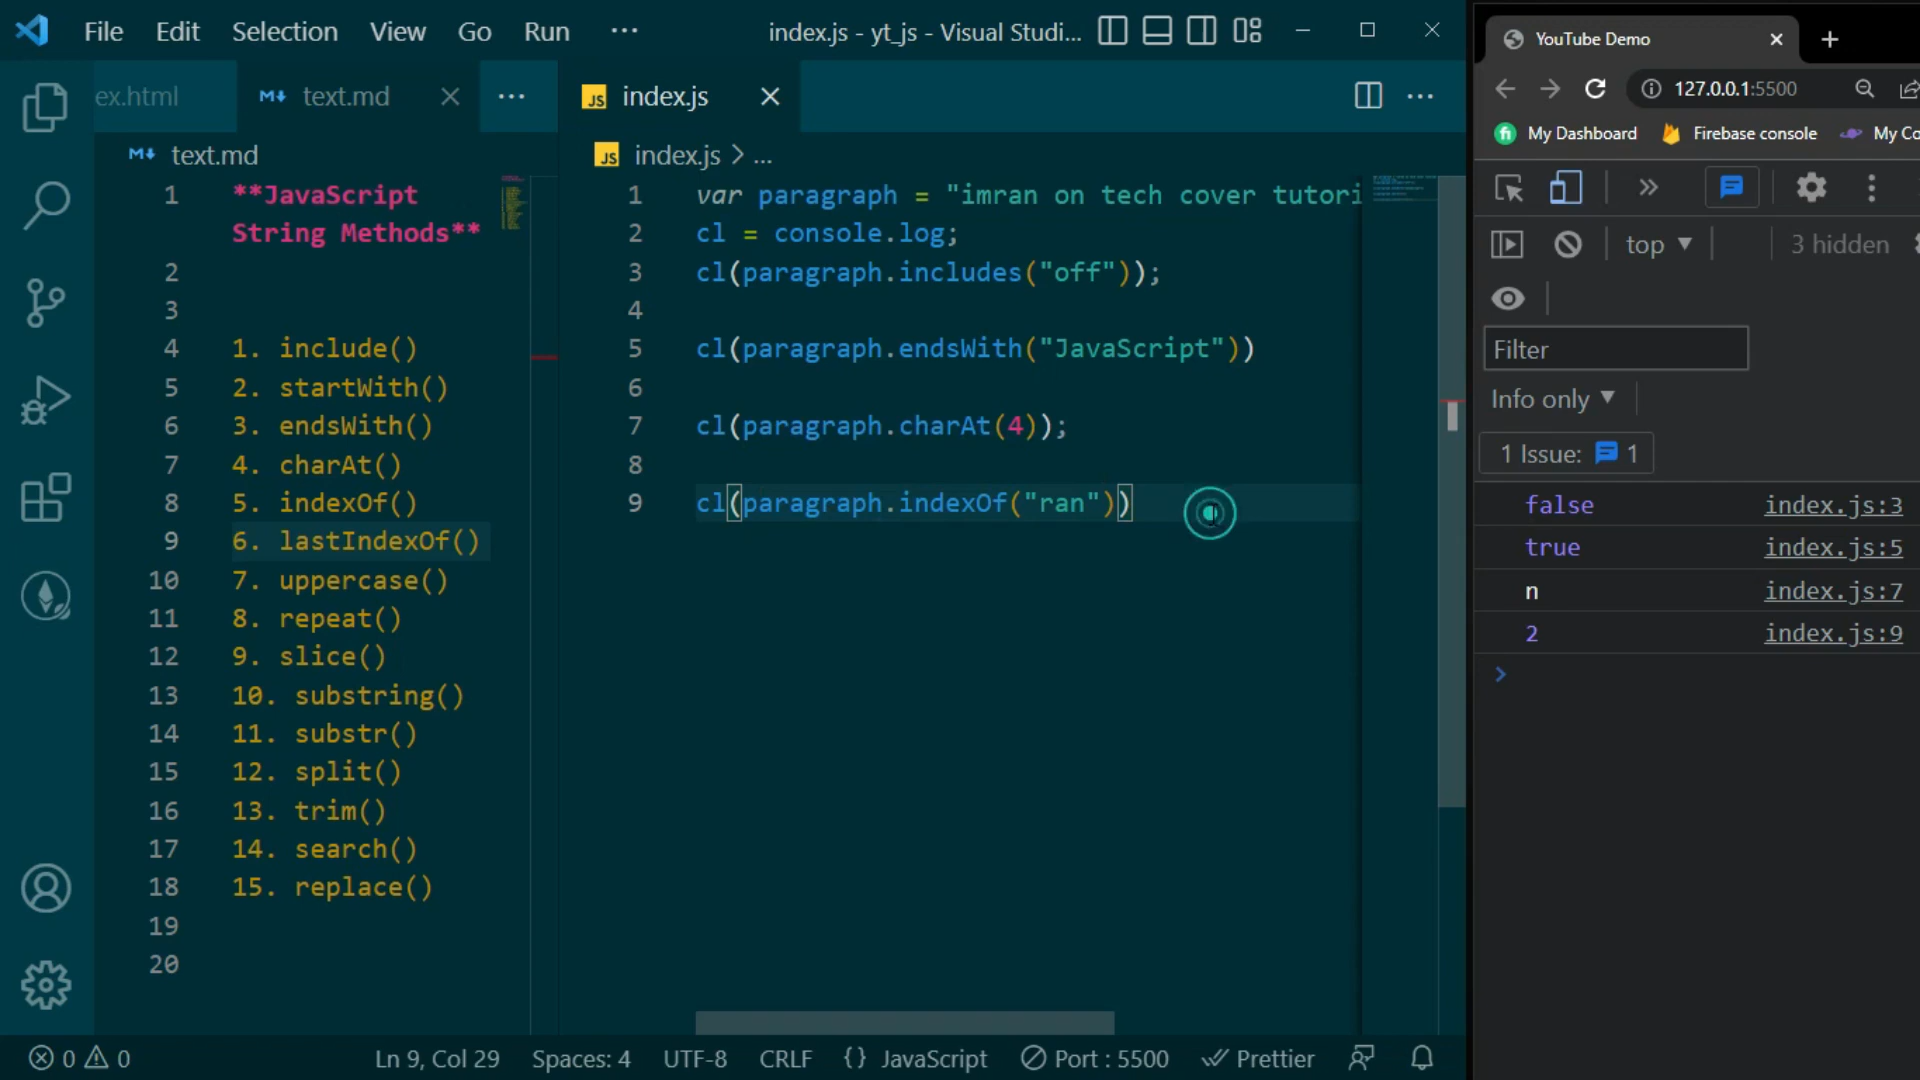 File Edit Selection View Go Run ... index.js - yt_js - Visual Studi...
ex.html text.md ...
text.md
1 **JavaScript
String Methods**
2
3
4 1. include()
5 2. startWith()
6 3. endsWith()
7 4. charAt()
8 5. indexOf()
9 6. lastIndexOf()
10 7. uppercase()
11 8. repeat()
12 9. slice()
13 10. substring()
14 11. substr()
15 12. split()
16 13. trim()
17 14. search()
18 15. replace()
19
20
JS index.js ...
JS index.js > ...
1 var paragraph = "imran on tech cover tutori
2 cl = console.log;
3 cl(paragraph.includes("off"));
4
5 cl(paragraph.endsWith("JavaScript"))
6
7 cl(paragraph.charAt(4));
8
9 cl(paragraph.indexOf("ran"))
0 0 Ln 9, Col 29 Spaces: 4 UTF-8 CRLF {} JavaScript Port : 5500 Prettier
YouTube Demo
127.0.0.1:5500
My Dashboard Firebase console My Co
top 3 hidden
Filter
Info only
1 Issue: 1
false index.js:3
true index.js:5
n index.js:7
2 index.js:9